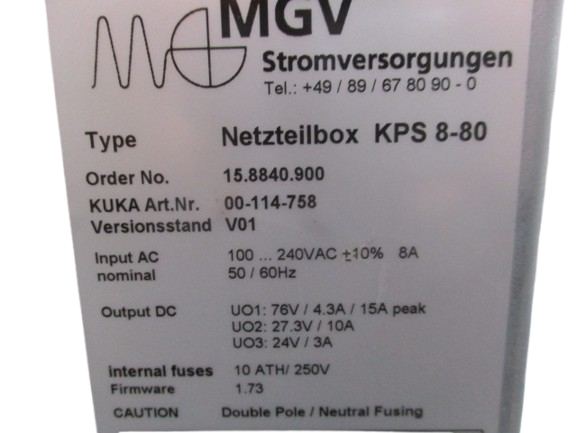 MGV
Stromversorgungen
Tel.: +49 / 89 / 67 80 90 - 0
Type Netzteilbox KPS 8-80
Order No. 15.8840.900
KUKA Art.Nr. 00-114-758
Versionsstand V01
Input AC 100 ... 240VAC ±10% 8A
nominal 50 / 60Hz
Output DC UO1: 76V / 4.3A / 15A peak
UO2: 27.3V / 10A
UO3: 24V / 3A
internal fuses 10 ATH/ 250V
Firmware 1.73
CAUTION Double Pole / Neutral Fusing